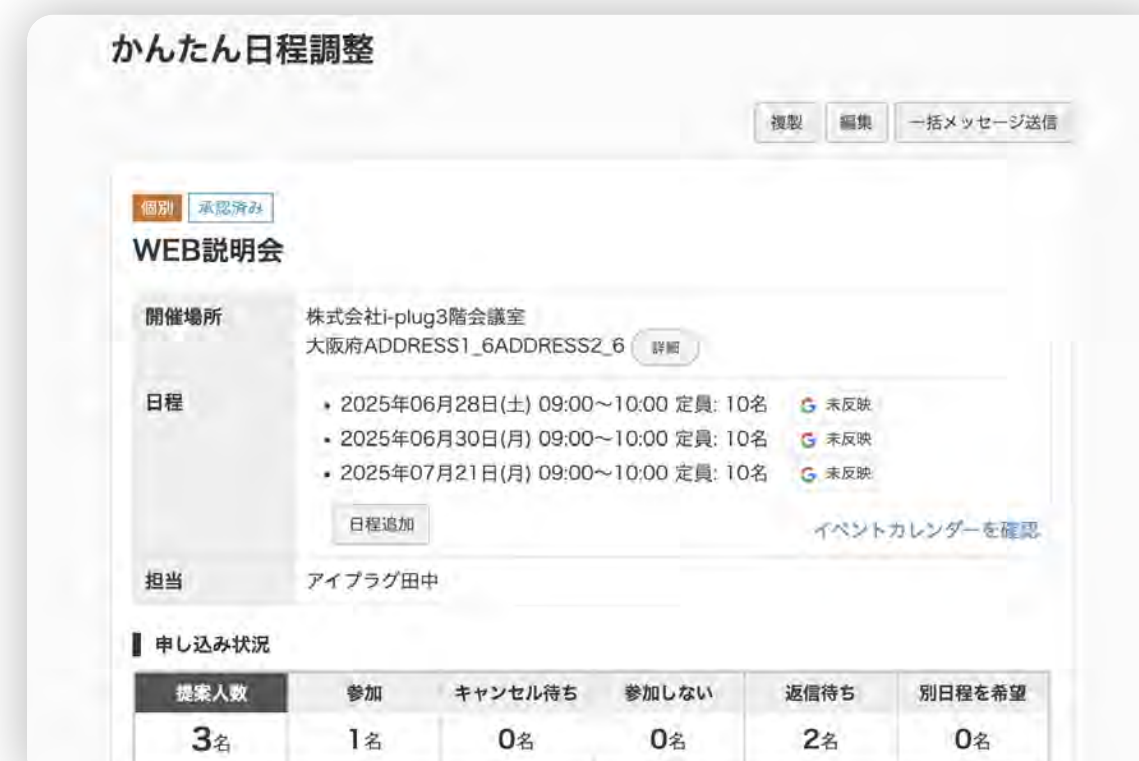 かんたん日程調整
複製 編集 一括メッセージ送信
個別 承認済み
WEB説明会
開催場所 株式会社i-plug3階会議室
大阪府ADDRESS1_6ADDRESS2_6 詳細
日程 • 2025年06月28日(土) 09:00〜10:00 定員: 10名 G 未反映
• 2025年06月30日(月) 09:00〜10:00 定員: 10名 G 未反映
• 2025年07月21日(月) 09:00〜10:00 定員: 10名 G 未反映
日程追加 イベントカレンダーを確認
担当 アイプラグ田中
申し込み状況
提案人数 参加 キャンセル待ち 参加しない 返信待ち 別日程を希望
3名 1名 0名 0名 2名 0名